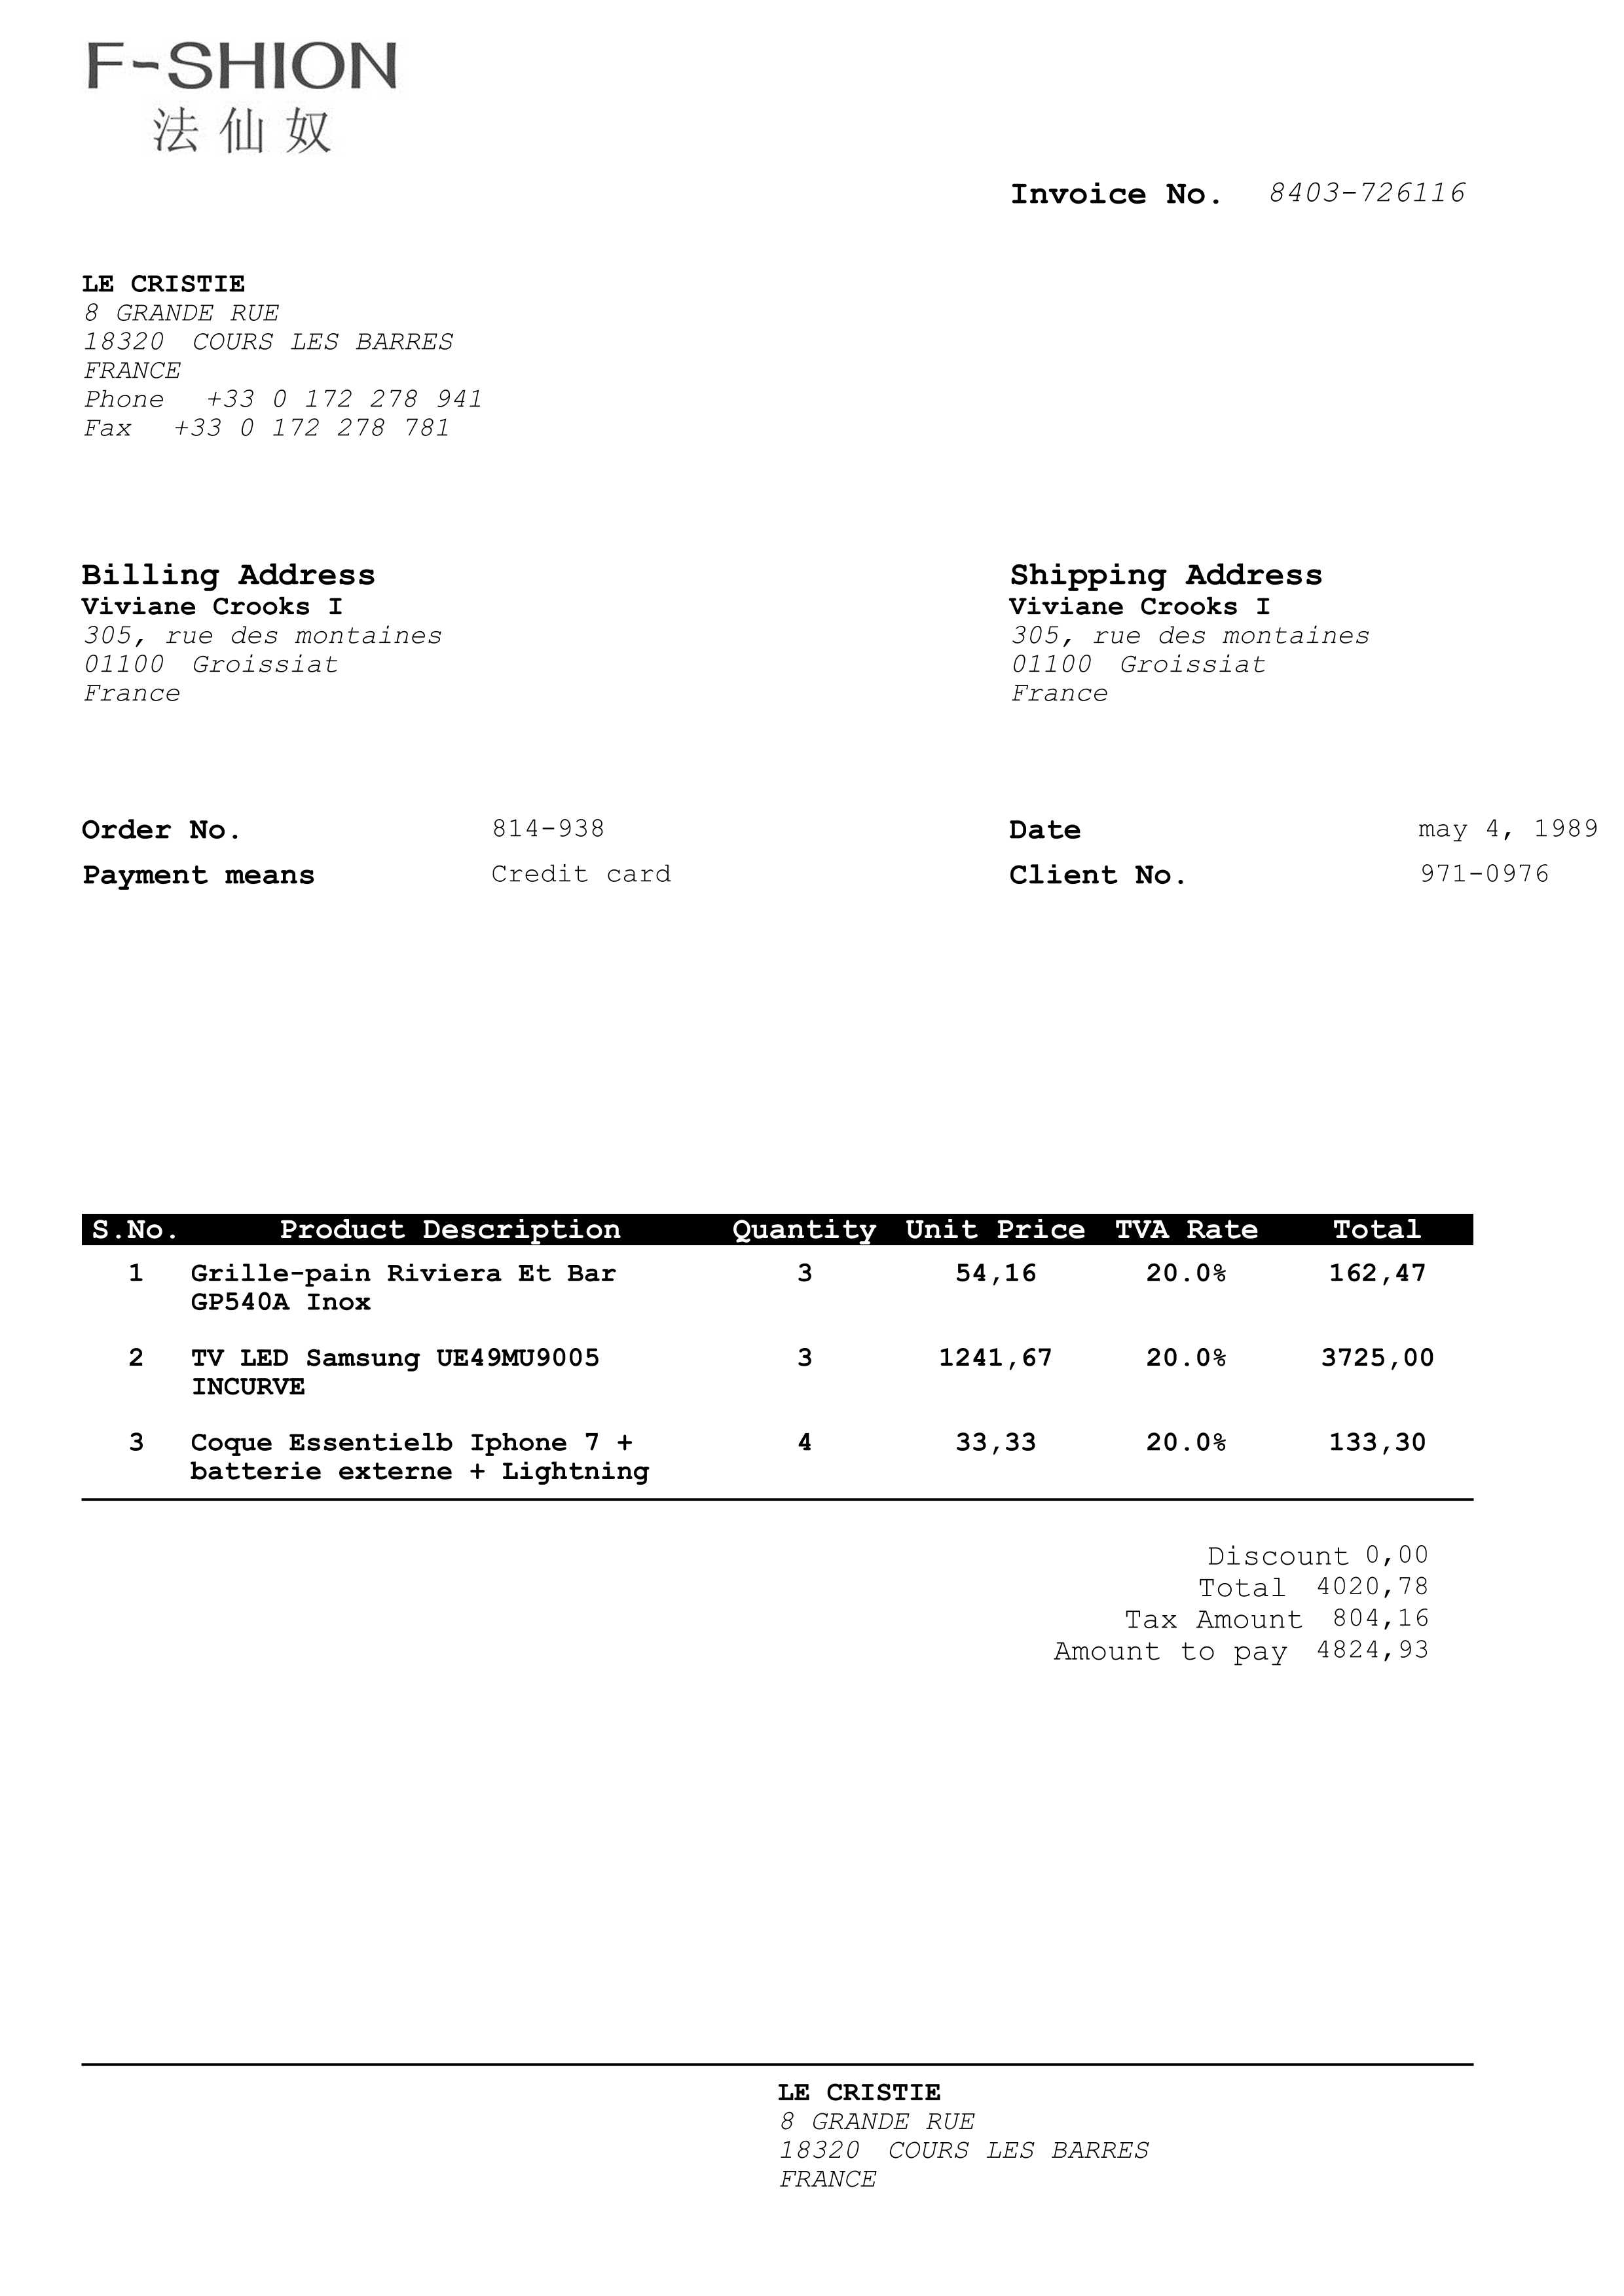 F-SHION
法仙奴
Invoice No. 8403-726116
LE CRISTIE
8 GRANDE RUE
18320 COURS LES BARRES
FRANCE
Phone +33 0 172 278 941
Fax +33 0 172 278 781
Billing Address
Viviane Crooks I
305, rue des montaines
01100 Groissiat
France
Shipping Address
Viviane Crooks I
305, rue des montaines
01100 Groissiat
France
Order No. 814-938
Payment means Credit card
Date may 4, 1989
Client No. 971-0976
S.No. Product Description Quantity Unit Price TVA Rate Total
1 Grille-pain Riviera Et Bar 3 54,16 20.0% 162,47
GP540A Inox
2 TV LED Samsung UE49MU9005 3 1241,67 20.0% 3725,00
INCURVE
3 Coque Essentielb Iphone 7 + 4 33,33 20.0% 133,30
batterie externe + Lightning
Discount 0,00
Total 4020,78
Tax Amount 804,16
Amount to pay 4824,93
LE CRISTIE
8 GRANDE RUE
18320 COURS LES BARRES
FRANCE